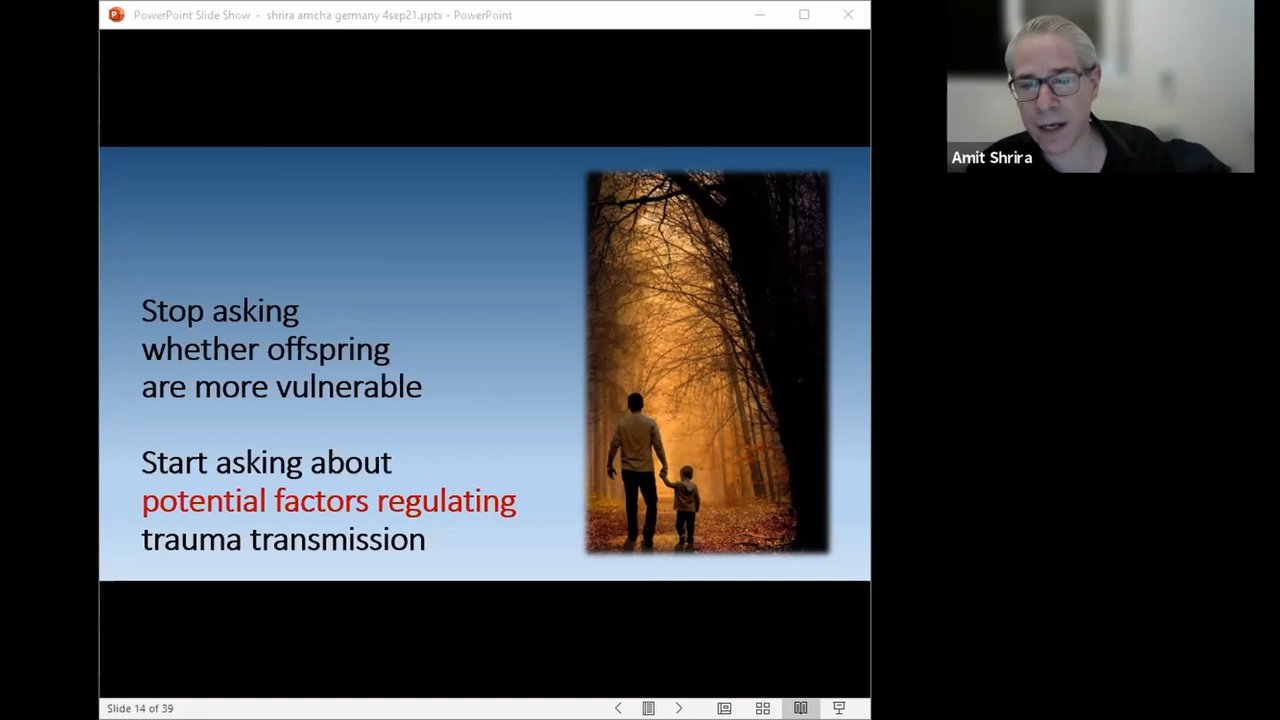 PowerPoint Slide Show - shrira amcha germany 4sep21.pptx - PowerPoint
Amit Shrira
Stop asking
whether offspring
are more vulnerable
Start asking about
potential factors regulating
trauma transmission
Slide 14 of 39